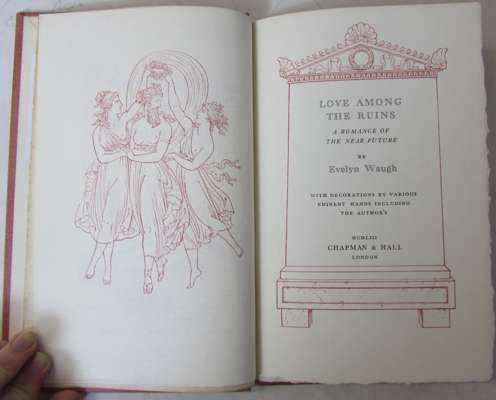 LOVE AMONG
THE RUINS
A ROMANCE OF
THE NEAR FUTURE
BY
Evelyn Waugh
WITH DECORATIONS BY VARIOUS
EMINENT HANDS INCLUDING
THE AUTHOR'S
MCMLIII
CHAPMAN & HALL
LONDON